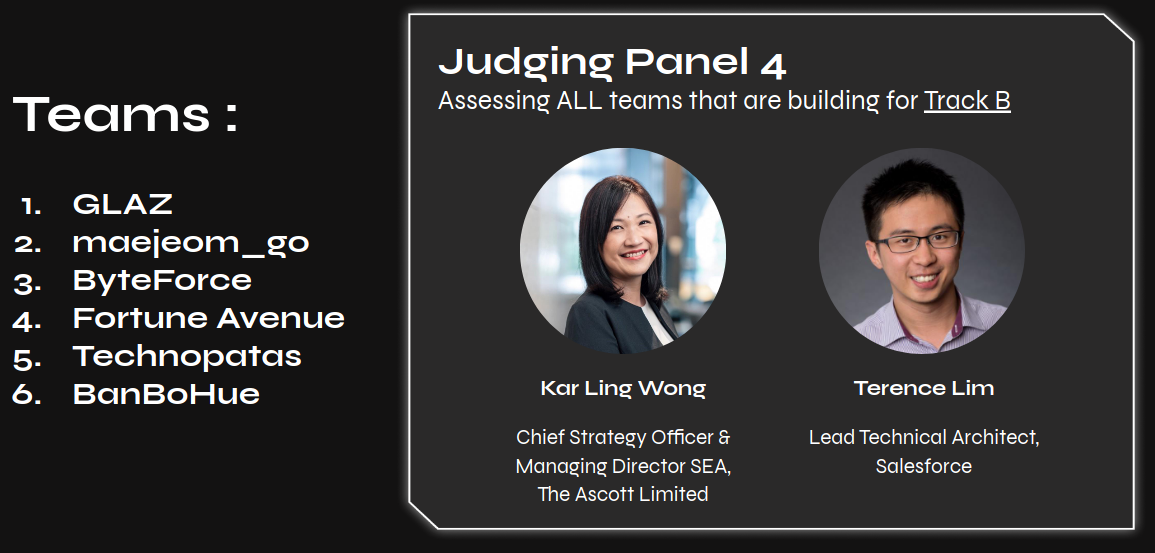 Teams :
1. GLAZ
2. maejeom_go
3. ByteForce
4. Fortune Avenue
5. Technopatas
6. BanBoHue
Judging Panel 4
Assessing ALL teams that are building for Track B
Kar Ling Wong
Chief Strategy Officer &
Managing Director SEA,
The Ascott Limited
Terence Lim
Lead Technical Architect,
Salesforce